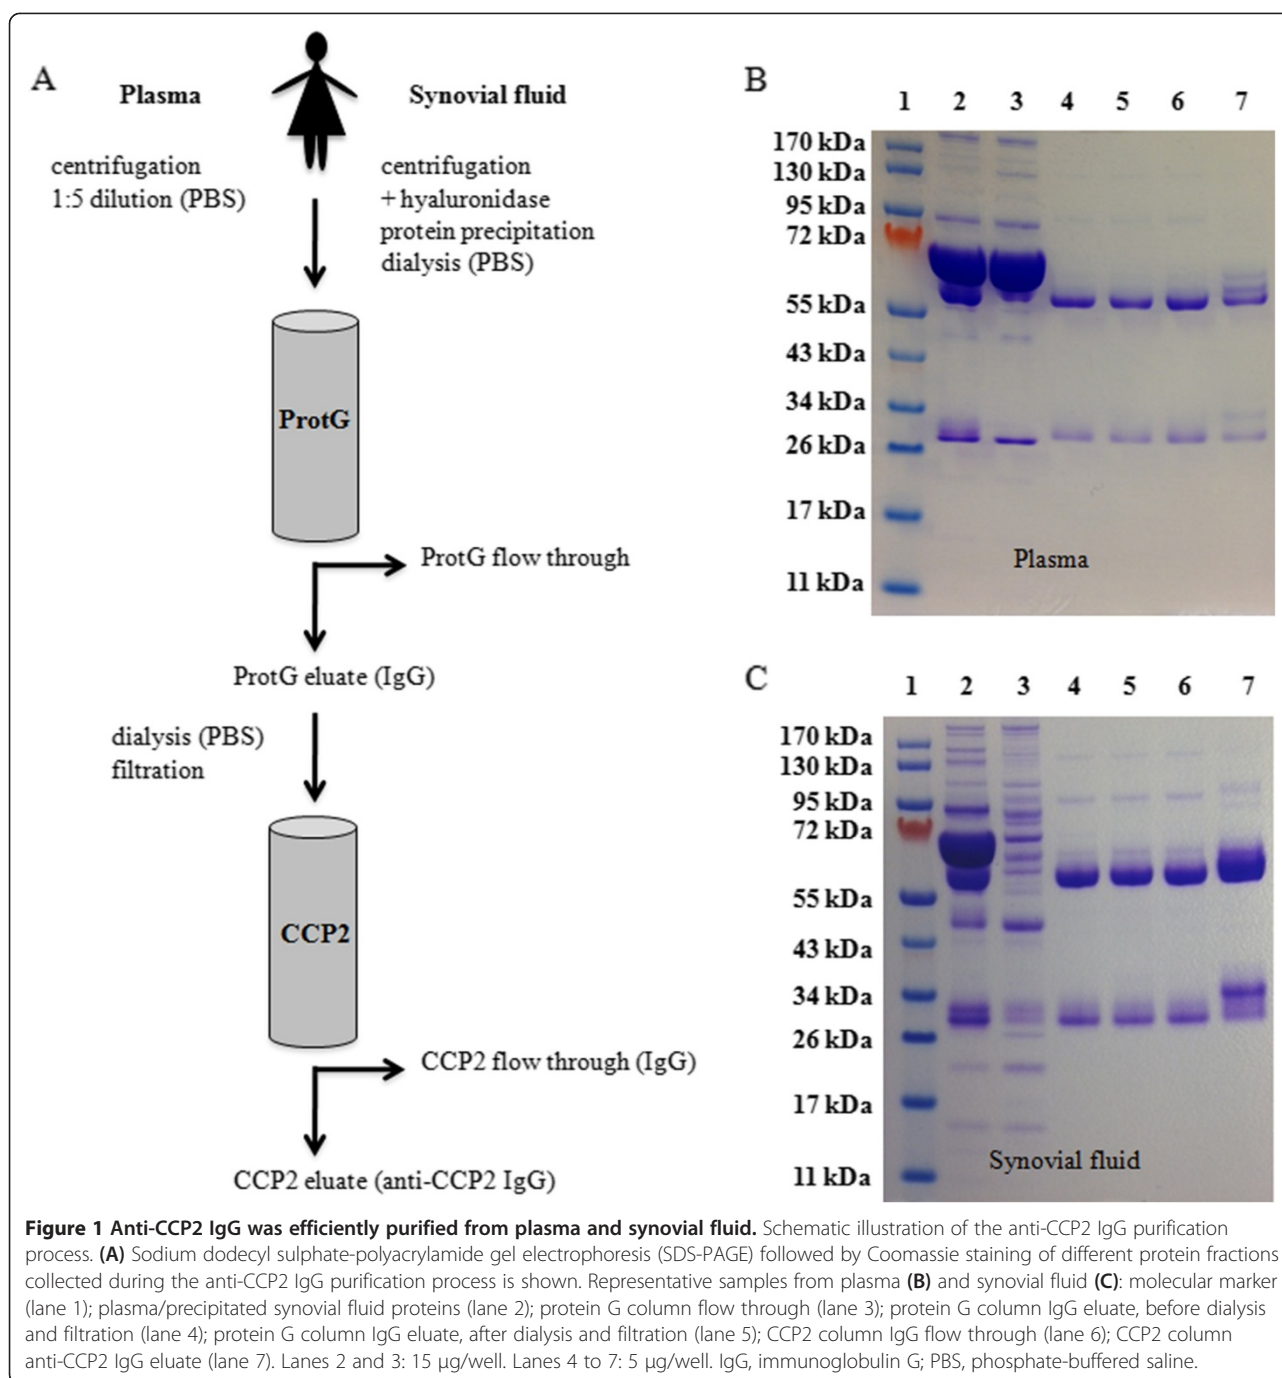 A
Plasma
Synovial fluid
centrifugation
1:5 dilution (PBS)
centrifugation
+ hyaluronidase
protein precipitation
dialysis (PBS)
ProtG
ProtG flow through
ProtG eluate (IgG)
dialysis (PBS)
filtration
CCP2
CCP2 flow through (IgG)
CCP2 eluate (anti-CCP2 IgG)
B
1 2 3 4 5 6 7
170 kDa
130 kDa
95 kDa
72 kDa
55 kDa
43 kDa
34 kDa
26 kDa
17 kDa
11 kDa
Plasma
C
1 2 3 4 5 6 7
170 kDa
130 kDa
95 kDa
72 kDa
55 kDa
43 kDa
34 kDa
26 kDa
17 kDa
11 kDa
Synovial fluid
Figure 1 Anti-CCP2 IgG was efficiently purified from plasma and synovial fluid. Schematic illustration of the anti-CCP2 IgG purification
process. (A) Sodium dodecyl sulphate-polyacrylamide gel electrophoresis (SDS-PAGE) followed by Coomassie staining of different protein fractions
collected during the anti-CCP2 IgG purification process is shown. Representative samples from plasma (B) and synovial fluid (C): molecular marker
(lane 1); plasma/precipitated synovial fluid proteins (lane 2); protein G column flow through (lane 3); protein G column IgG eluate, before dialysis
and filtration (lane 4); protein G column IgG eluate, after dialysis and filtration (lane 5); CCP2 column IgG flow through (lane 6); CCP2 column
anti-CCP2 IgG eluate (lane 7). Lanes 2 and 3: 15 μg/well. Lanes 4 to 7: 5 μg/well. IgG, immunoglobulin G; PBS, phosphate-buffered saline.